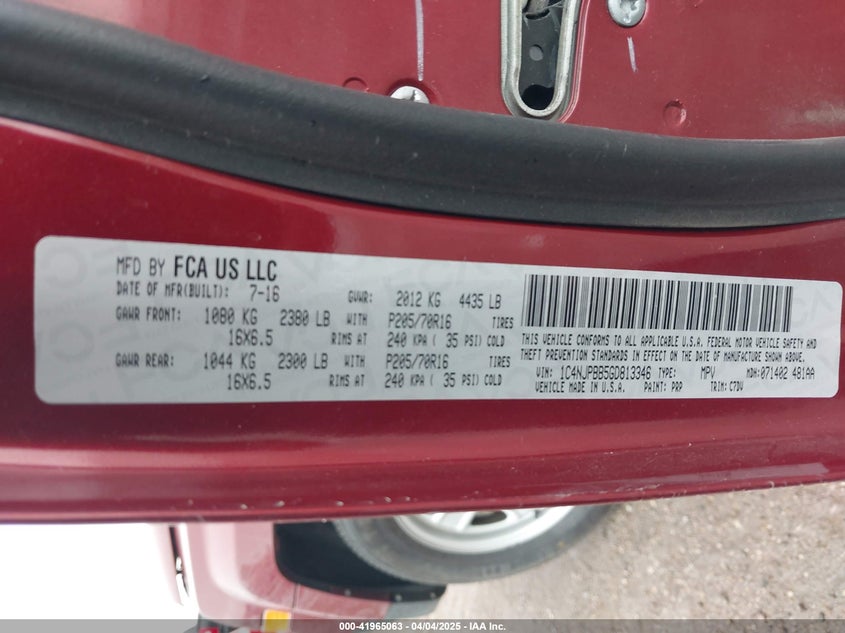 MFD BY FCA US LLC
DATE OF MFR(BUILT): 7-16 GVWR: 2012 KG 4435 LB
GAWR FRONT: 1080 KG 2380 LB WITH P205/70R16 TIRES
16X6.5 RIMS AT 240 KPA ( 35 PSI) COLD
GAWR REAR: 1044 KG 2300 LB WITH P205/70R16 TIRES
16X6.5 RIMS AT 240 KPA ( 35 PSI) COLD
THIS VEHICLE CONFORMS TO ALL APPLICABLE U.S.A. FEDERAL MOTOR VEHICLE SAFETY AND
THEFT PREVENTION STANDARDS IN EFFECT ON THE DATE OF MANUFACTURE SHOWN ABOVE.
VIN: 1C4NJPBB5GD813346 TYPE: MPV MDH: 071402 481AA
VEHICLE MADE IN U.S.A. PAINT: PRP TRIM: C7DV
000-41965063 - 04/04/2025 - © IAA Inc.